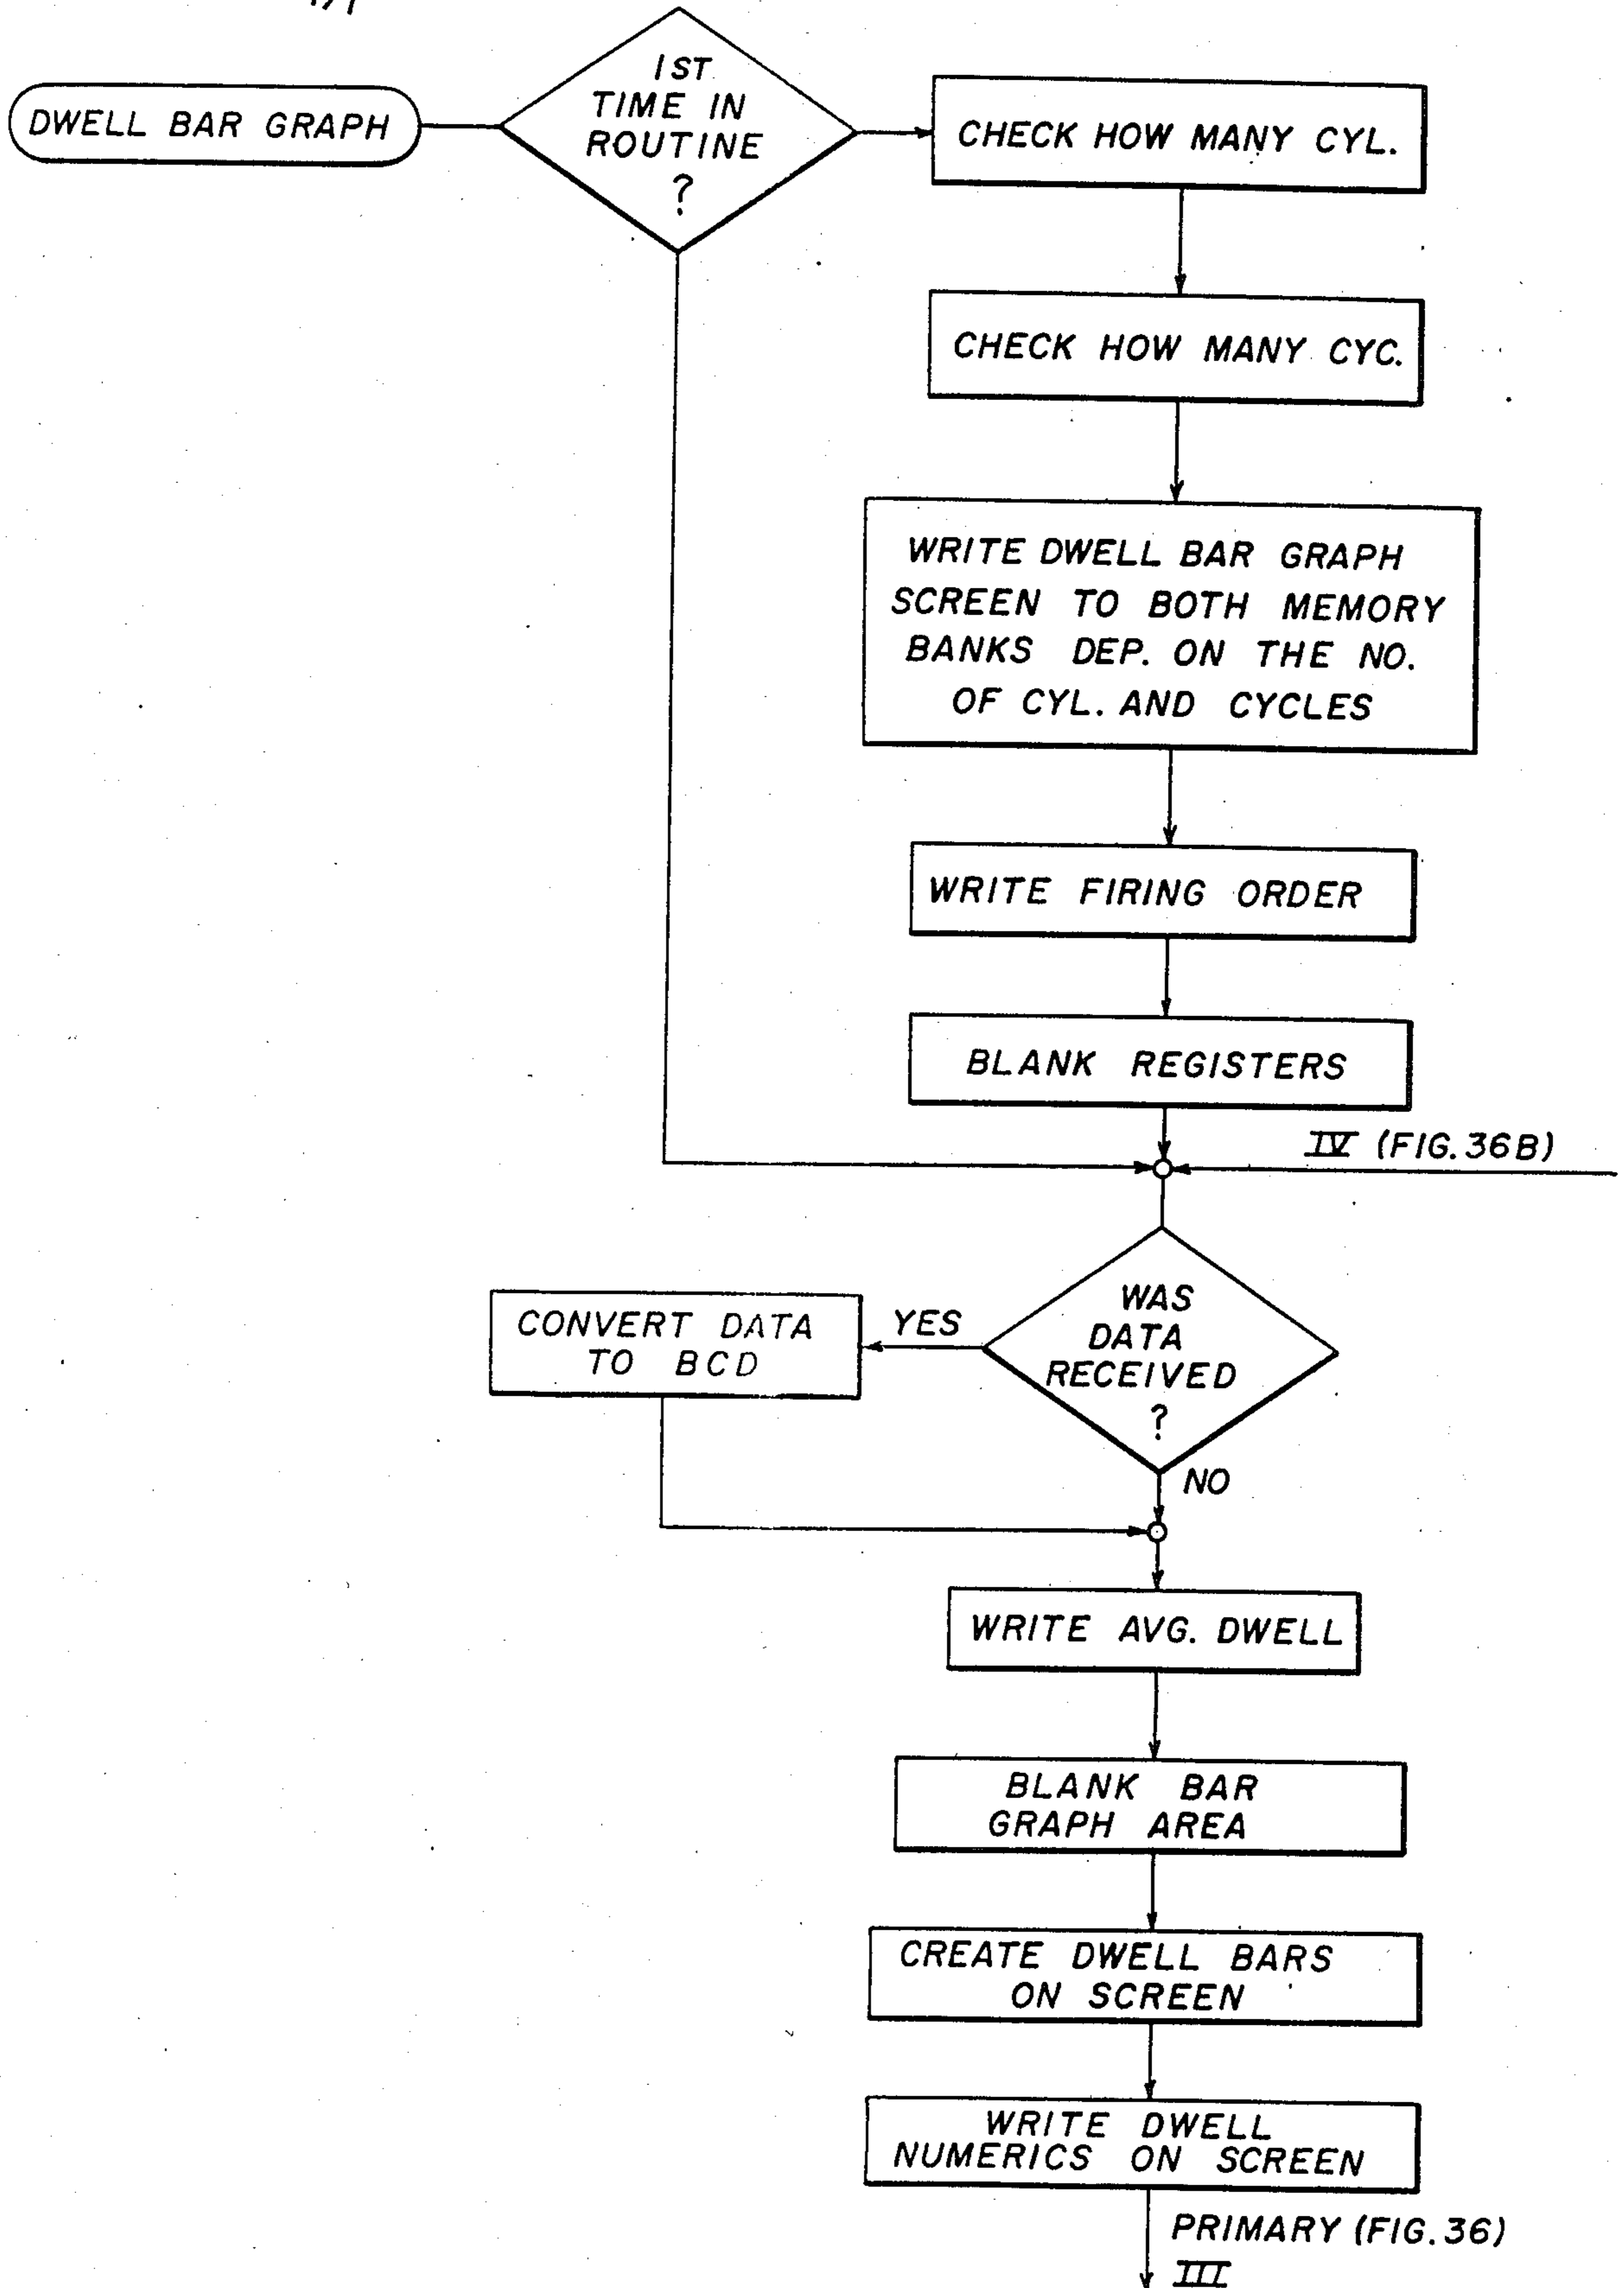 DWELL BAR GRAPH
1ST
TIME IN
ROUTINE
?
CHECK HOW MANY CYL.
CHECK HOW MANY CYC.
WRITE DWELL BAR GRAPH
SCREEN TO BOTH MEMORY
BANKS DEP. ON THE NO.
OF CYL. AND CYCLES
WRITE FIRING ORDER
BLANK REGISTERS
IV (FIG. 36B)
WAS
DATA
RECEIVED
?
YES
CONVERT DATA
TO BCD
NO
WRITE AVG. DWELL
BLANK BAR
GRAPH AREA
CREATE DWELL BARS
ON SCREEN
WRITE DWELL
NUMERICS ON SCREEN
PRIMARY (FIG. 36)
III